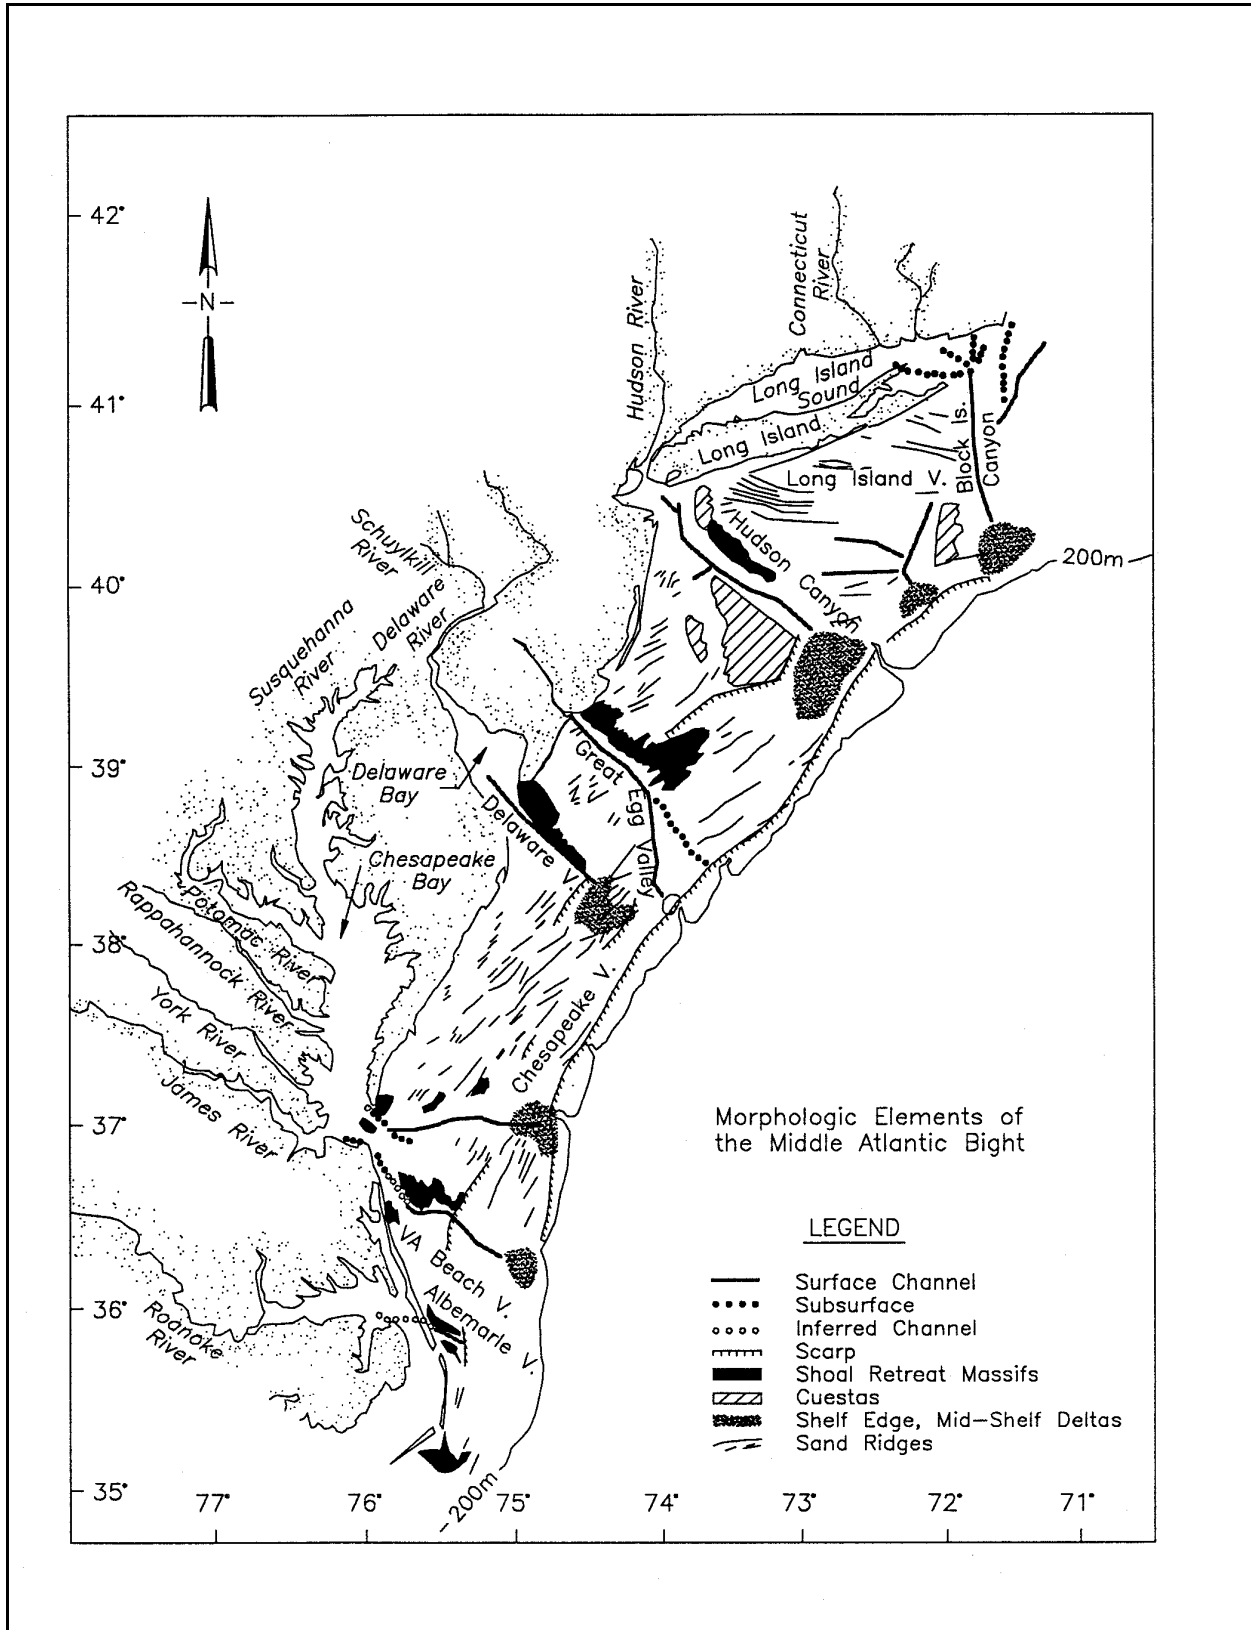 42°
41°
40°
39°
38°
37°
36°
35°
77°
76°
75°
74°
73°
72°
71°
-N-
Hudson River
Connecticut
River
Long Island
Sound
Long Island
Long Island V.
Block Is.
Canyon
Hudson Canyon
200m
Schuylkill
River
Delaware
River
Susquehanna
River
Delaware
Bay
Great Egg Valley
Delaware V.
Chesapeake
Bay
Potomac River
Rappahannock River
York River
James River
Chesapeake V.
VA Beach V.
Albemarle V.
Roanoke
River
-200m
Morphologic Elements of
the Middle Atlantic Bight
LEGEND
Surface Channel
Subsurface
Inferred Channel
Scarp
Shoal Retreat Massifs
Cuestas
Shelf Edge, Mid-Shelf Deltas
Sand Ridges